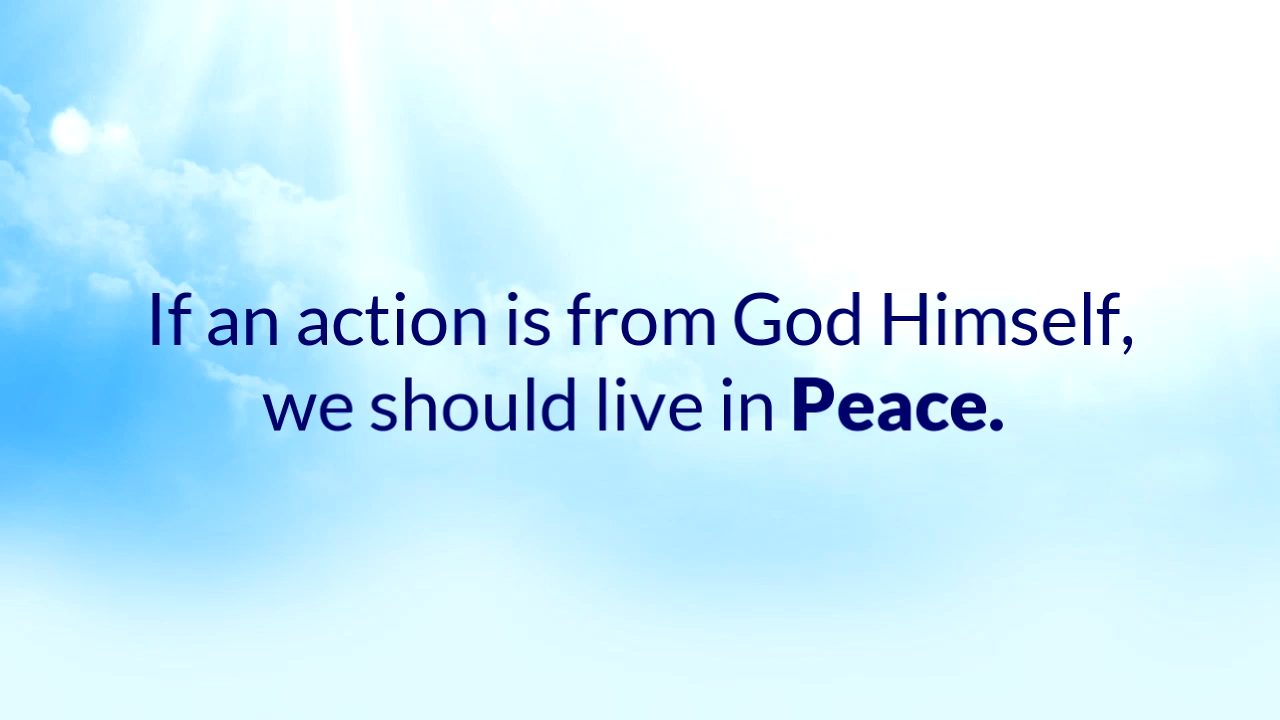 If an action is from God Himself,
we should live in Peace.